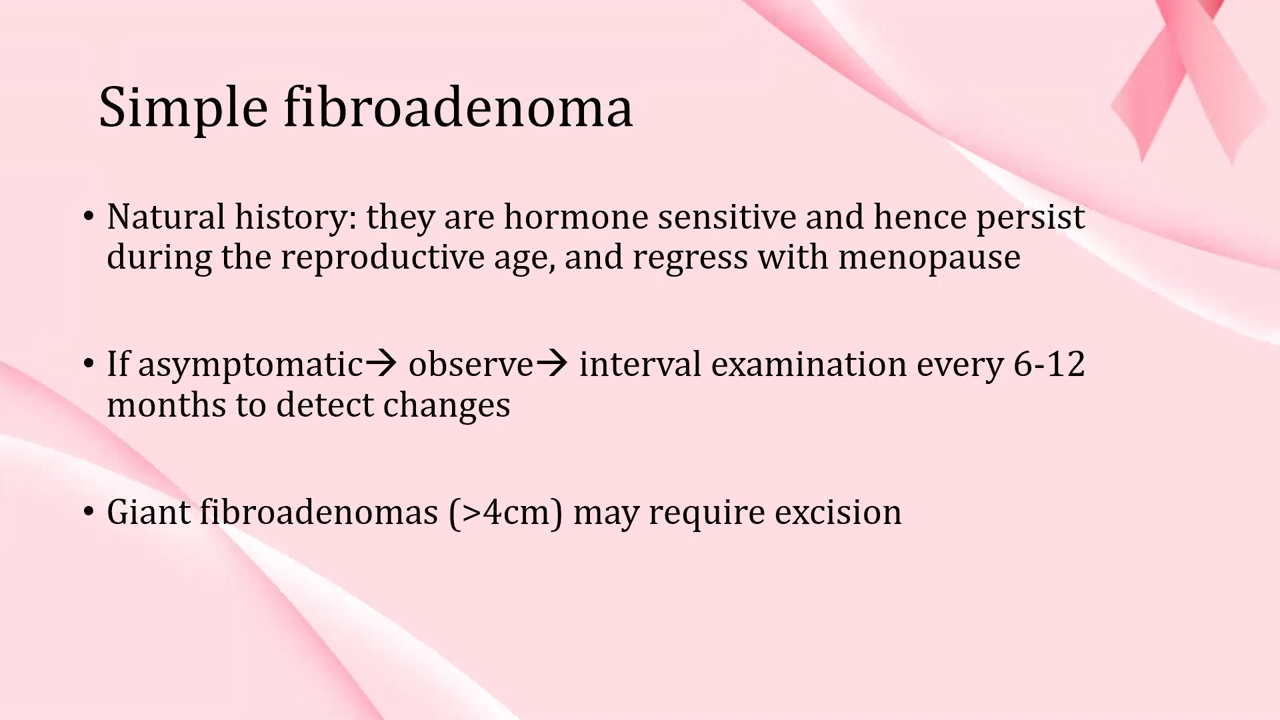 Simple fibroadenoma
• Natural history: they are hormone sensitive and hence persist
during the reproductive age, and regress with menopause
• If asymptomatic→ observe→ interval examination every 6-12
months to detect changes
• Giant fibroadenomas (>4cm) may require excision